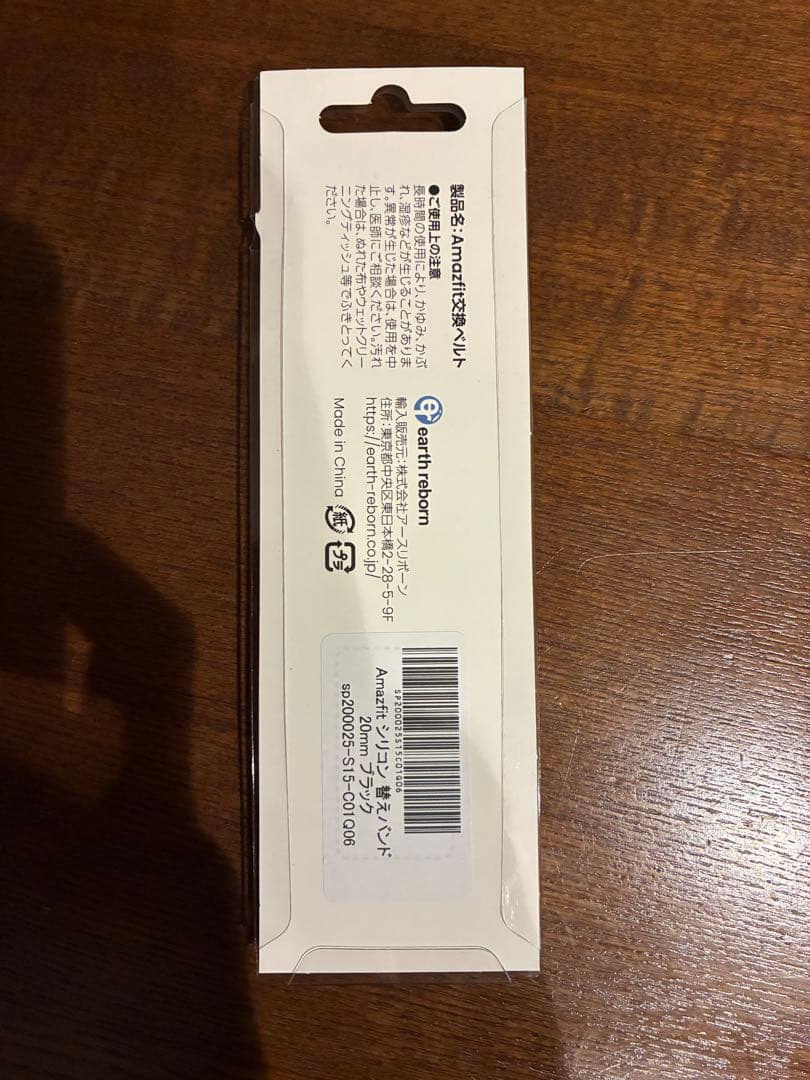 製品名：Amazfit交換ベルト
●ご使用上の注意
長時間の使用により、かゆみ、かぶ
れ、湿疹などが生じることがありま
す。異常が生じた場合は、使用を中
止し、医師にご相談ください。汚れ
た場合は、ぬれた布やウェットクリー
ニングティッシュ等でふきとってく
ださい。
er earth reborn
輸入販売元：株式会社アースリボーン
住所：東京都中央区東日本橋2-28-5-9F
https://earth-reborn.co.jp/
Made in China 紙 プラ
SP200025S15C01Q06
Amazfit シリコン 替えバンド
20mm ブラック
sp200025-S15-C01Q06